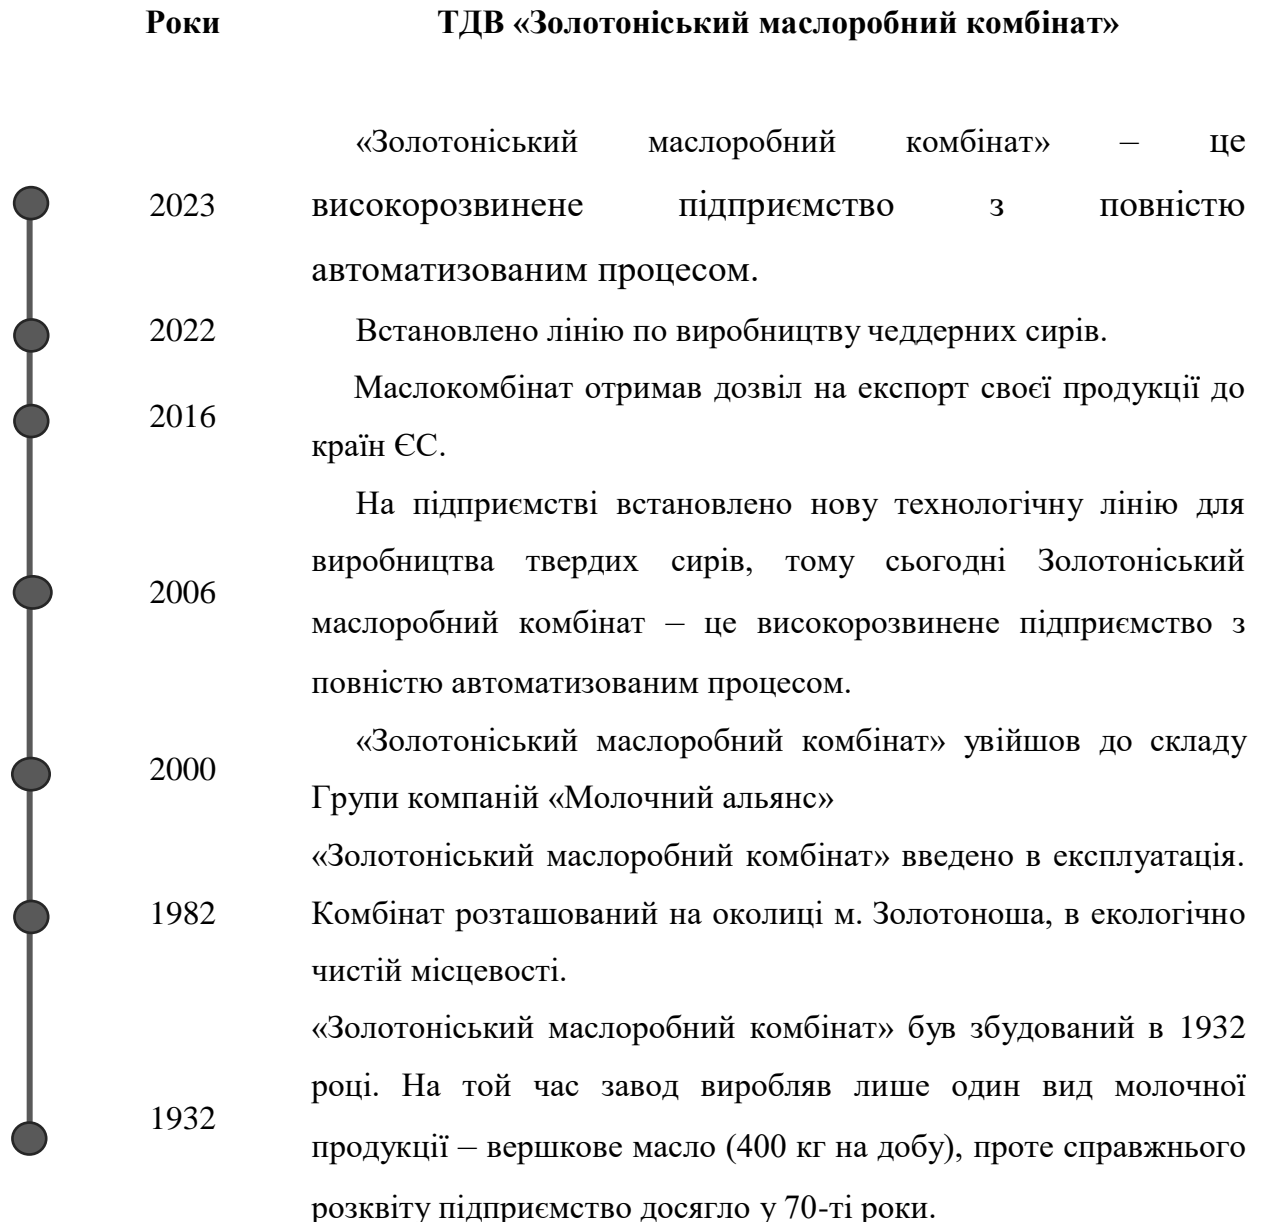 Роки ТДВ «Золотоніський маслоробний комбінат»
«Золотоніський маслоробний комбінат» – це
2023 високорозвинене підприємство з повністю
автоматизованим процесом.
2022 Встановлено лінію по виробництву чеддерних сирів.
Маслокомбінат отримав дозвіл на експорт своєї продукції до
2016
країн ЄС.
На підприємстві встановлено нову технологічну лінію для
виробництва твердих сирів, тому сьогодні Золотоніський
2006
маслоробний комбінат – це високорозвинене підприємство з
повністю автоматизованим процесом.
«Золотоніський маслоробний комбінат» увійшов до складу
2000
Групи компаній «Молочний альянс»
«Золотоніський маслоробний комбінат» введено в експлуатація.
1982 Комбінат розташований на околиці м. Золотоноша, в екологічно
чистій місцевості.
«Золотоніський маслоробний комбінат» був збудований в 1932
році. На той час завод виробляв лише один вид молочної
1932
продукції – вершкове масло (400 кг на добу), проте справжнього
розквіту підприємство досягло у 70-ті роки.